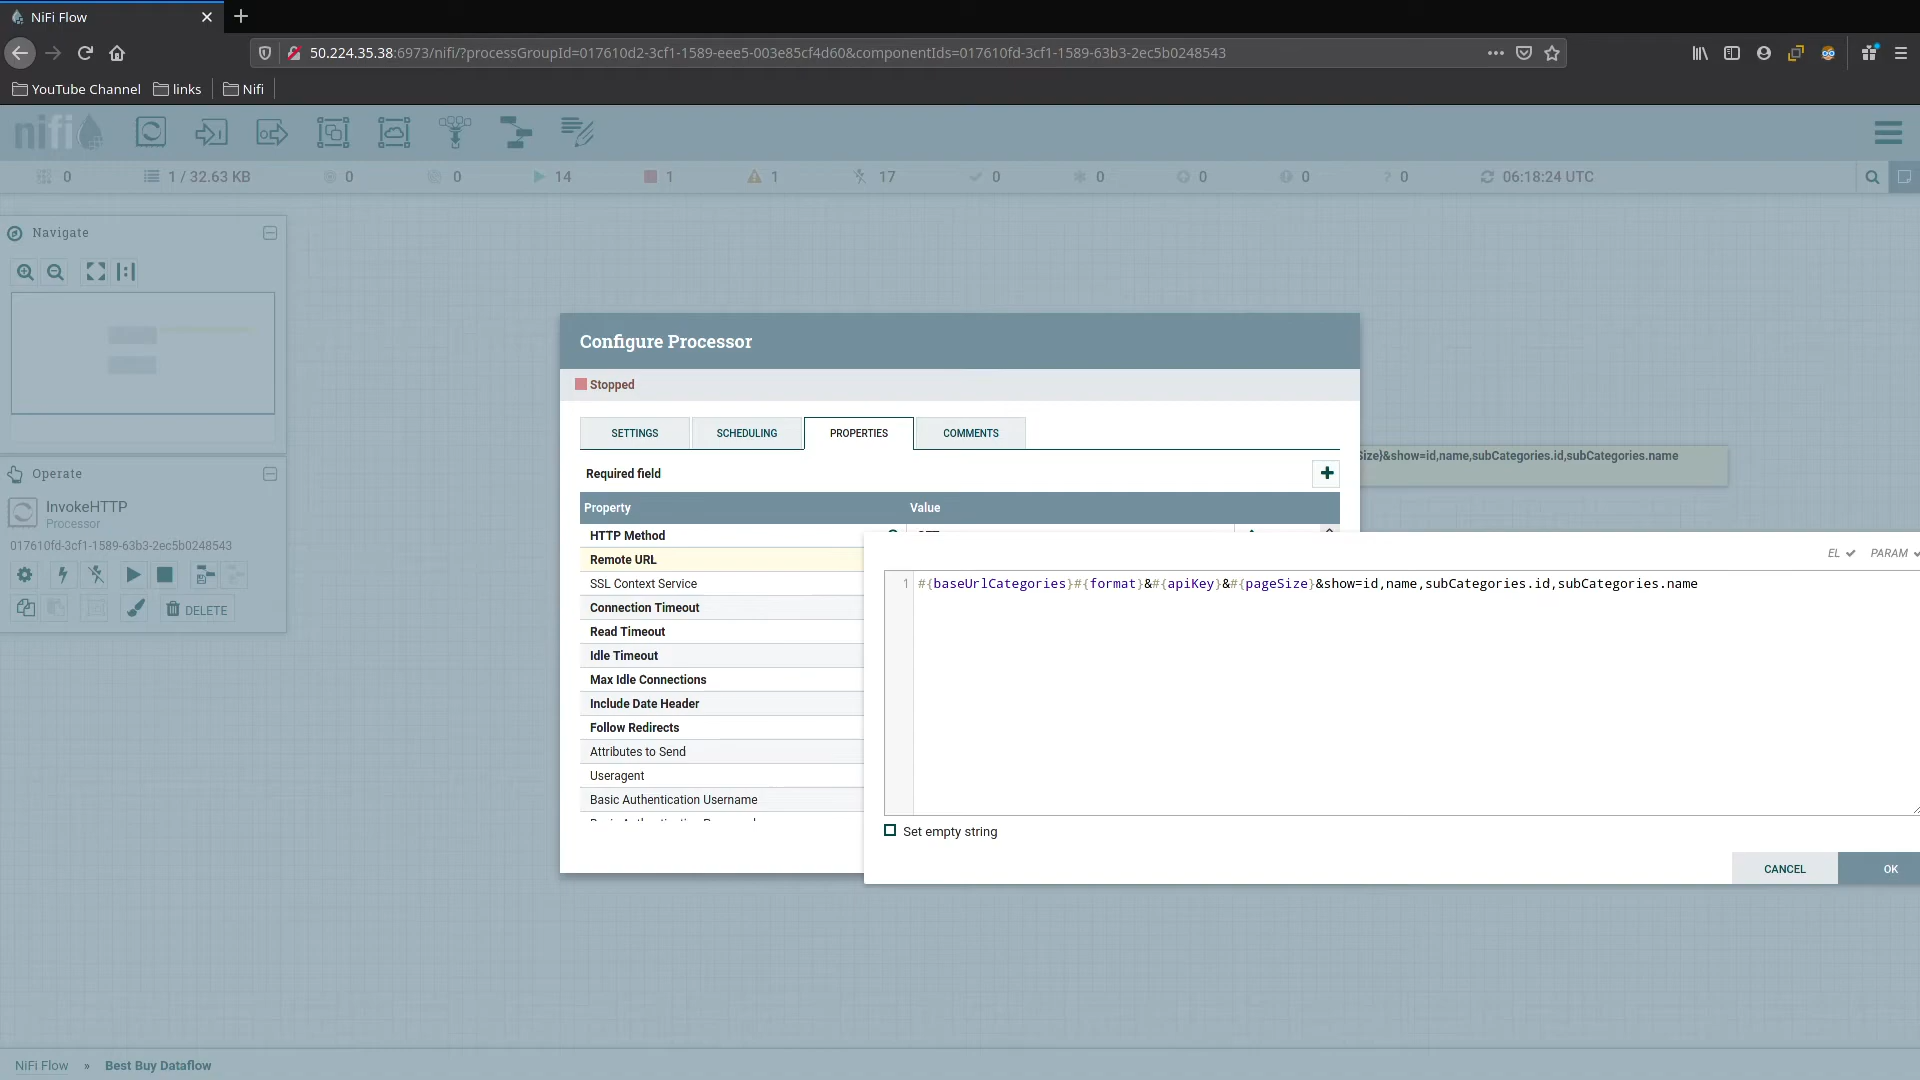 NiFi Flow
50.224.35.38:6973/nifi/?processGroupId=017610d2-3cf1-1589-eee5-003e85cf4d60&componentIds=017610fd-3cf1-1589-63b3-2ec5b0248543
YouTube Channel links Nifi
nifi
0 1 / 32.63 KB 0 0 14 1 1 17 0 0 0 0 ? 0 06:18:24 UTC
Navigate
Operate
InvokeHTTP
Processor
017610fd-3cf1-1589-63b3-2ec5b0248543
DELETE
Configure Processor
Stopped
SETTINGS SCHEDULING PROPERTIES COMMENTS
Required field
Property Value
HTTP Method
Remote URL
SSL Context Service
Connection Timeout
Read Timeout
Idle Timeout
Max Idle Connections
Include Date Header
Follow Redirects
Attributes to Send
Useragent
Basic Authentication Username
Size}&show=id,name,subCategories.id,subCategories.name
EL PARAM
1 #{baseUrlCategories}#{format}&#{apiKey}&#{pageSize}&show=id,name,subCategories.id,subCategories.name
Set empty string
CANCEL OK
NiFi Flow » Best Buy Dataflow